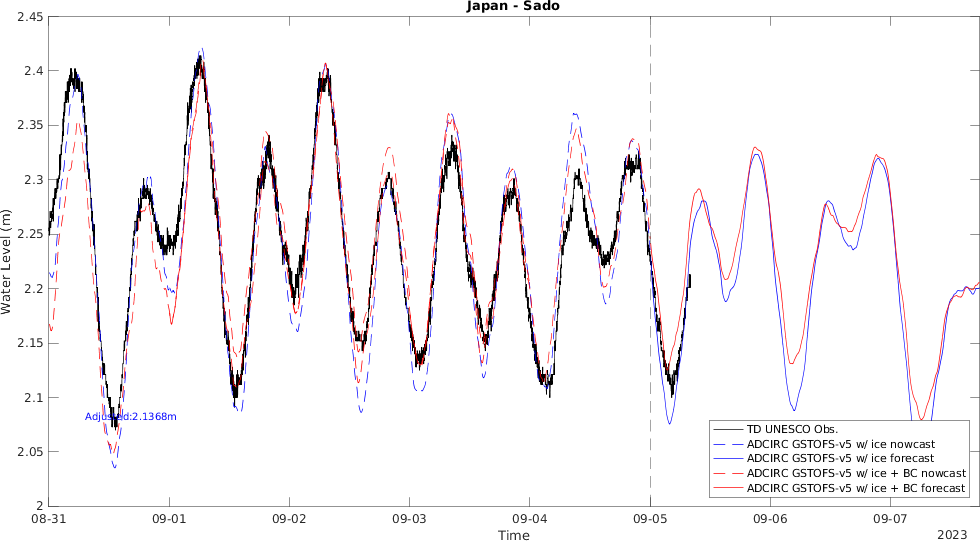 Japan - Sado
2.45
2.4
2.35
2.3
2.25
2.2
2.15
2.1
2.05
2
Water Level (m)
Adjusted:2.1368m
TD UNESCO Obs.
ADCIRC GSTOFS-v5 w/ ice nowcast
ADCIRC GSTOFS-v5 w/ ice forecast
ADCIRC GSTOFS-v5 w/ ice + BC nowcast
ADCIRC GSTOFS-v5 w/ ice + BC forecast
08-31 09-01 09-02 09-03 09-04 09-05 09-06 09-07
Time
2023